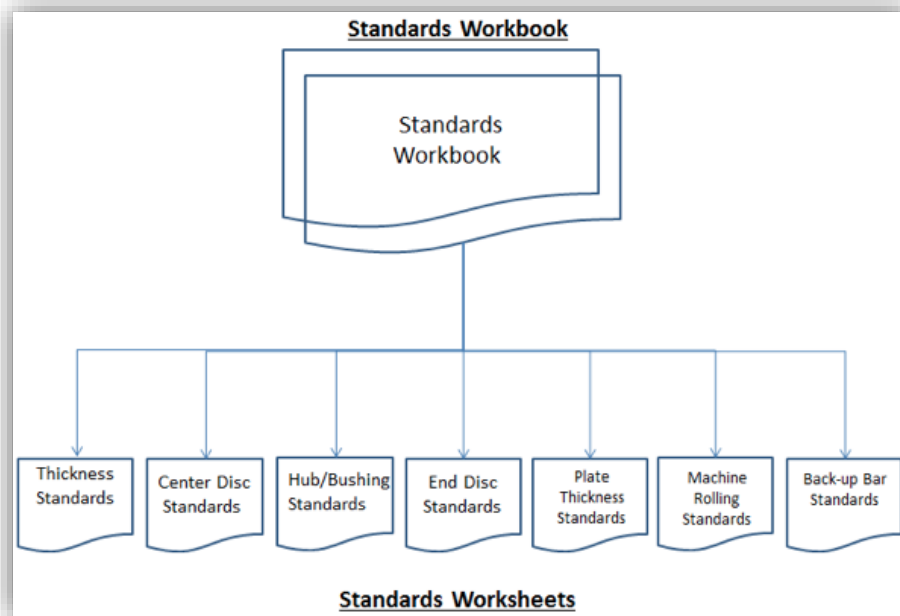 Standards Workbook
Standards
Workbook
Thickness
Standards
Center Disc
Standards
Hub/Bushing
Standards
End Disc
Standards
Plate
Thickness
Standards
Machine
Rolling
Standards
Back-up Bar
Standards
Standards Worksheets